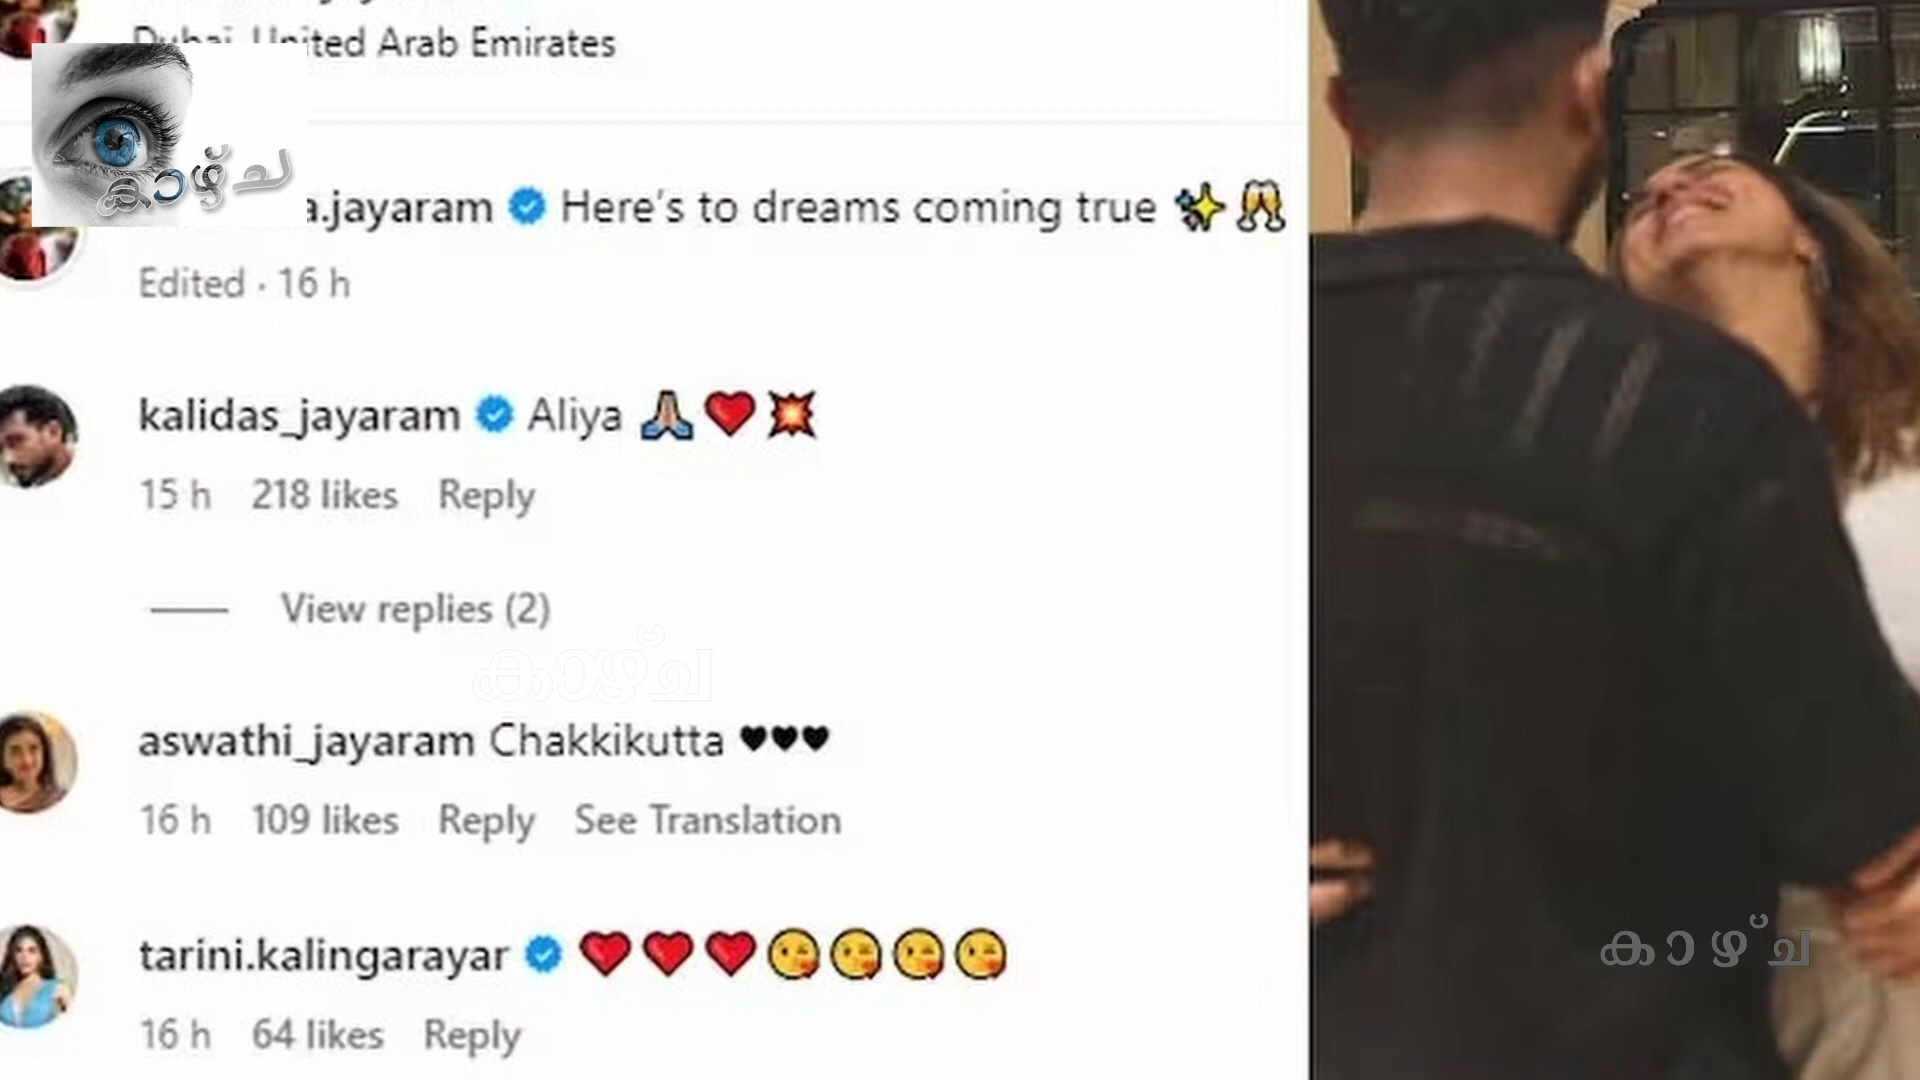 Dubai, United Arab Emirates
കാഴ്ച
a.jayaram Here's to dreams coming true ✨🥂
Edited · 16 h
kalidas_jayaram Aliya 🙏🏼❤️💥
15 h 218 likes Reply
View replies (2)
കാഴ്ച
aswathi_jayaram Chakkikutta ♥♥♥
16 h 109 likes Reply See Translation
tarini.kalingarayar ❤️❤️❤️😘😘😘😘
കാഴ്ച
16 h 64 likes Reply